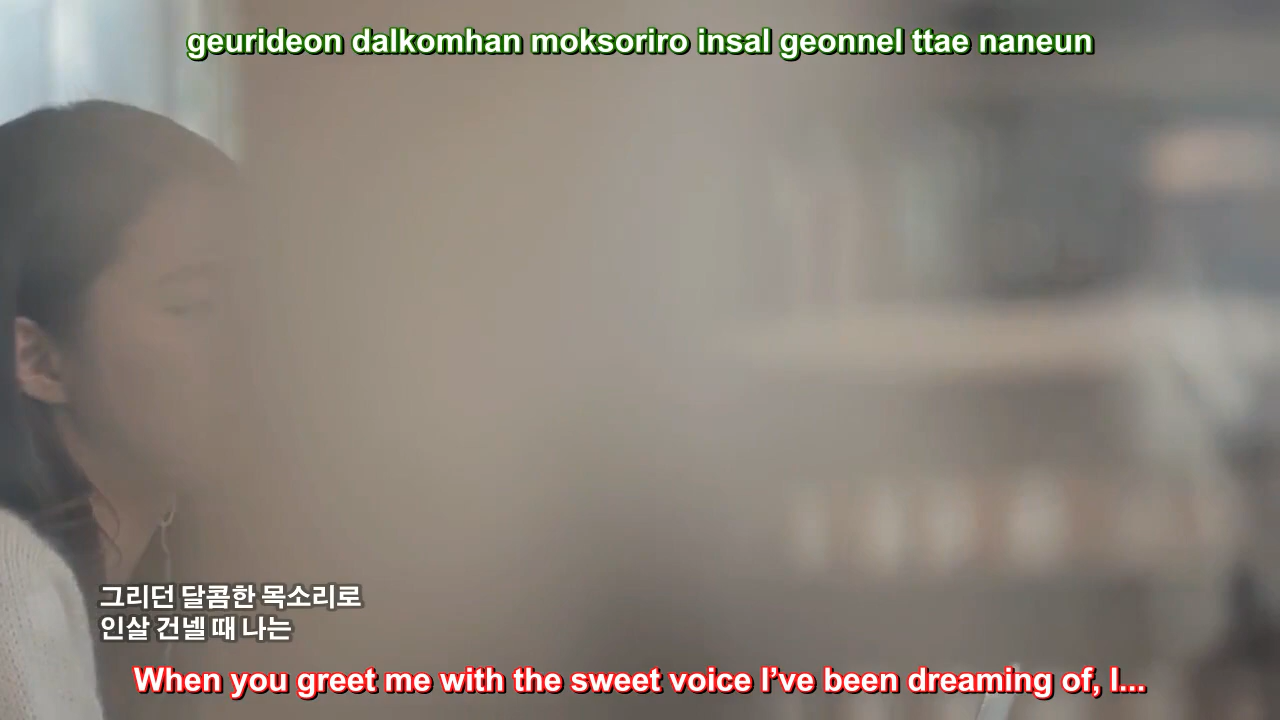 geurideon dalkomhan moksoriro insal geonnel ttae naneun
그리던 달콤한 목소리로
인살 건넬 때 나는
When you greet me with the sweet voice I’ve been dreaming of, I...